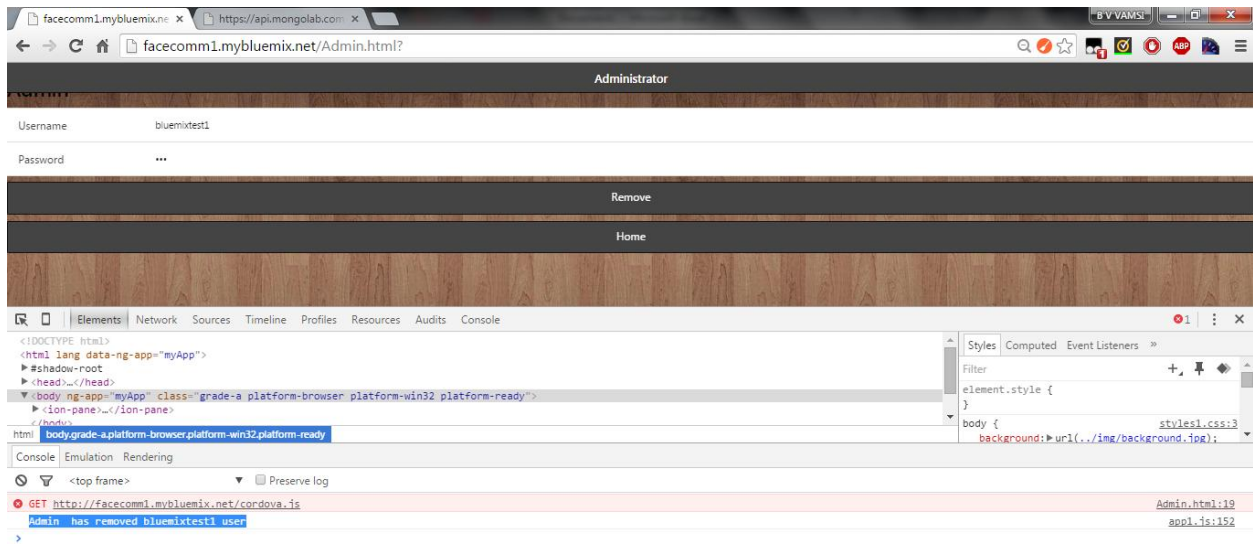 facecomm1.mybluemix.ne × https://api.mongolab.com × B V VAMSI
facecomm1.mybluemix.net/Admin.html?
1 ABP
Administrator
Admin
Username bluemixtest1
Password •••
Remove
Home
Elements Network Sources Timeline Profiles Resources Audits Console 1
<!DOCTYPE html>
<html lang data-ng-app="myApp">
▶#shadow-root
▶<head>…</head>
▼<body ng-app="myApp" class="grade-a platform-browser platform-win32 platform-ready">
▶<ion-pane>…</ion-pane>
</body>
html body.grade-a.platform-browser.platform-win32.platform-ready
Styles Computed Event Listeners »
Filter
element.style {
}
body { styles1.css:3
background:▶url(../img/background.jpg);
Console Emulation Rendering
<top frame> ▼ Preserve log
GET http://facecomm1.mybluemix.net/cordova.js Admin.html:19
Admin has removed bluemixtest1 user app1.js:152
>